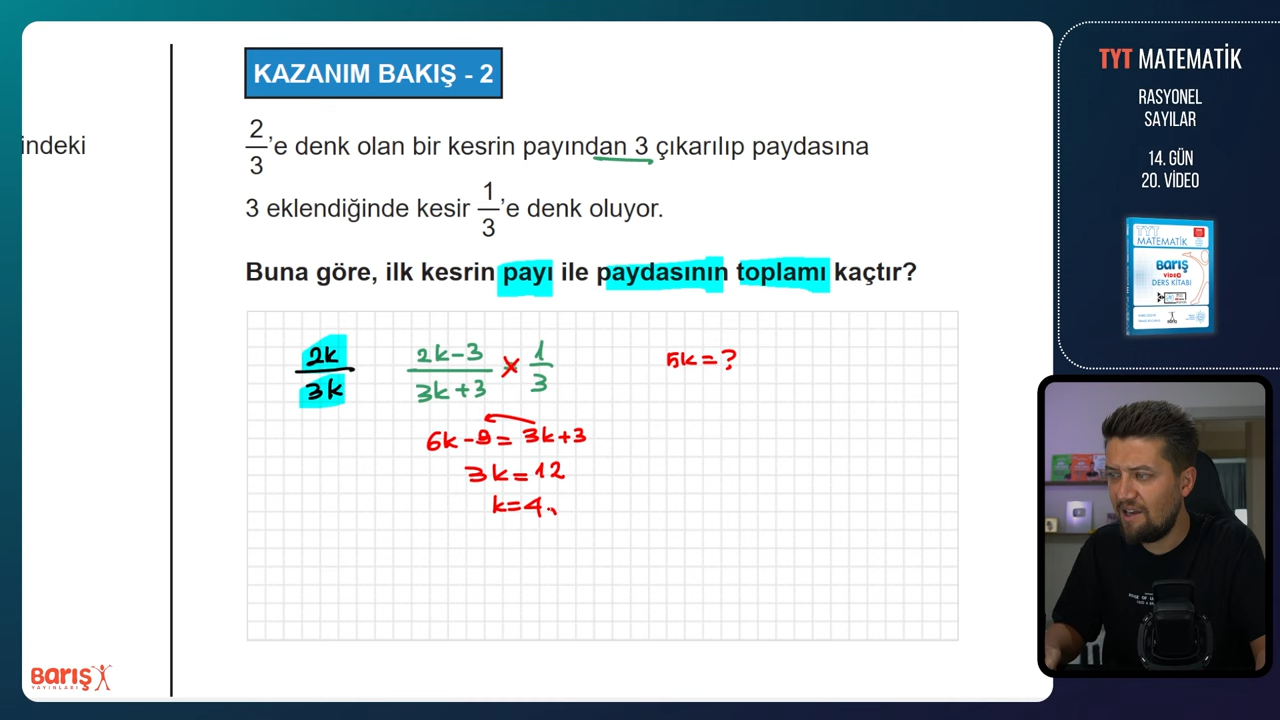 indeki
KAZANIM BAKIŞ - 2
2/3 'e denk olan bir kesrin payından 3 çıkarılıp paydasına
3 eklendiğinde kesir 1/3 'e denk oluyor.
Buna göre, ilk kesrin payı ile paydasının toplamı kaçtır?
2k/3k
2k-3/3k+3 × 1/3
5k=?
6k-9=3k+3
3k=12
k=4
TYT MATEMATİK
RASYONEL
SAYILAR
14. GÜN
20. VİDEO
TYT
MATEMATİK
BARIŞ
VİDEO
DERS KİTABI
BARIŞ
YAYINLARI